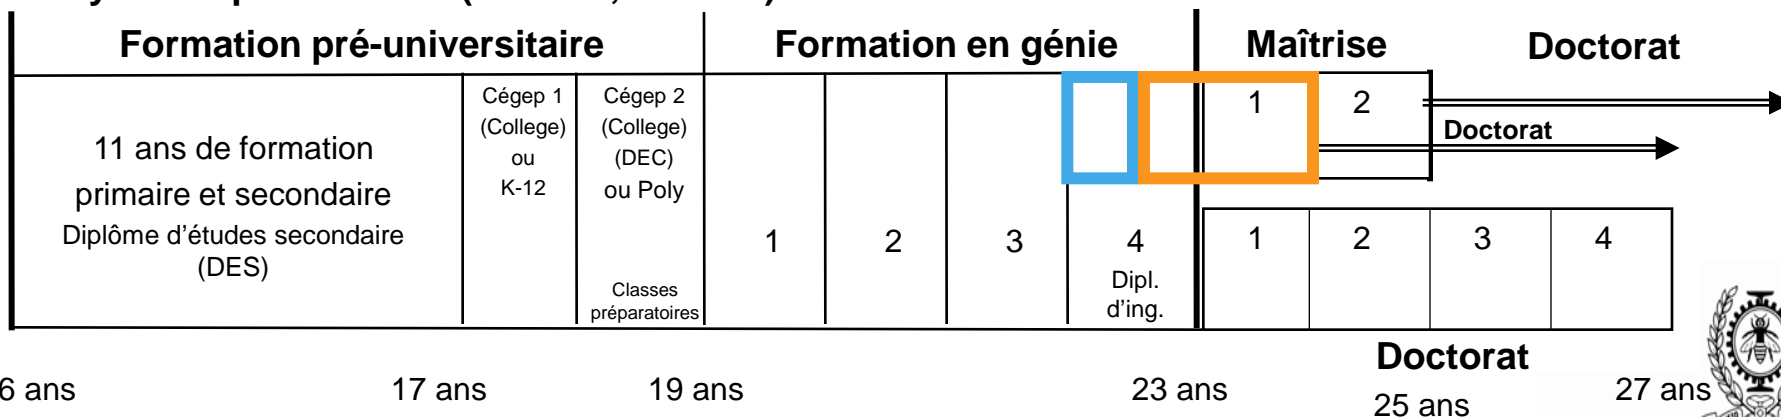 Formation pré-universitaire
Formation en génie
Maîtrise
Doctorat
11 ans de formation
primaire et secondaire
Diplôme d'études secondaire
(DES)
Cégep 1
(College)
ou
K-12
Cégep 2
(College)
(DEC)
ou Poly
Classes
préparatoires
1
2
3
4
Dipl.
d'ing.
1
2
Doctorat
1
2
3
4
Doctorat
6 ans
17 ans
19 ans
23 ans
25 ans
27 ans